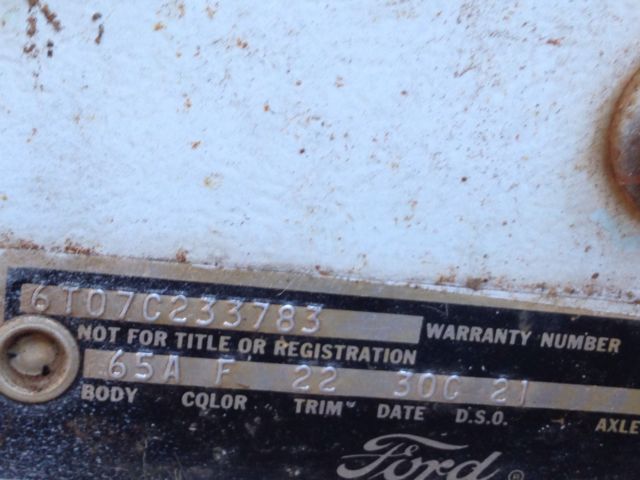 6T07C233783
WARRANTY NUMBER
NOT FOR TITLE OR REGISTRATION
65A F 22 30C 21
BODY COLOR TRIM DATE D.S.O. AXLE
Ford ®